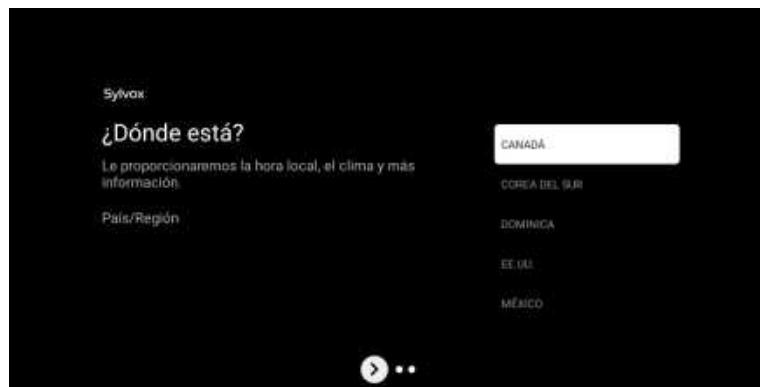 Sylvox
¿Dónde está?
Le proporcionaremos la hora local, el clima y más
información.
País/Región
CANADÁ
COREA DEL SUR
DOMINICA
EE.UU.
MÉXICO